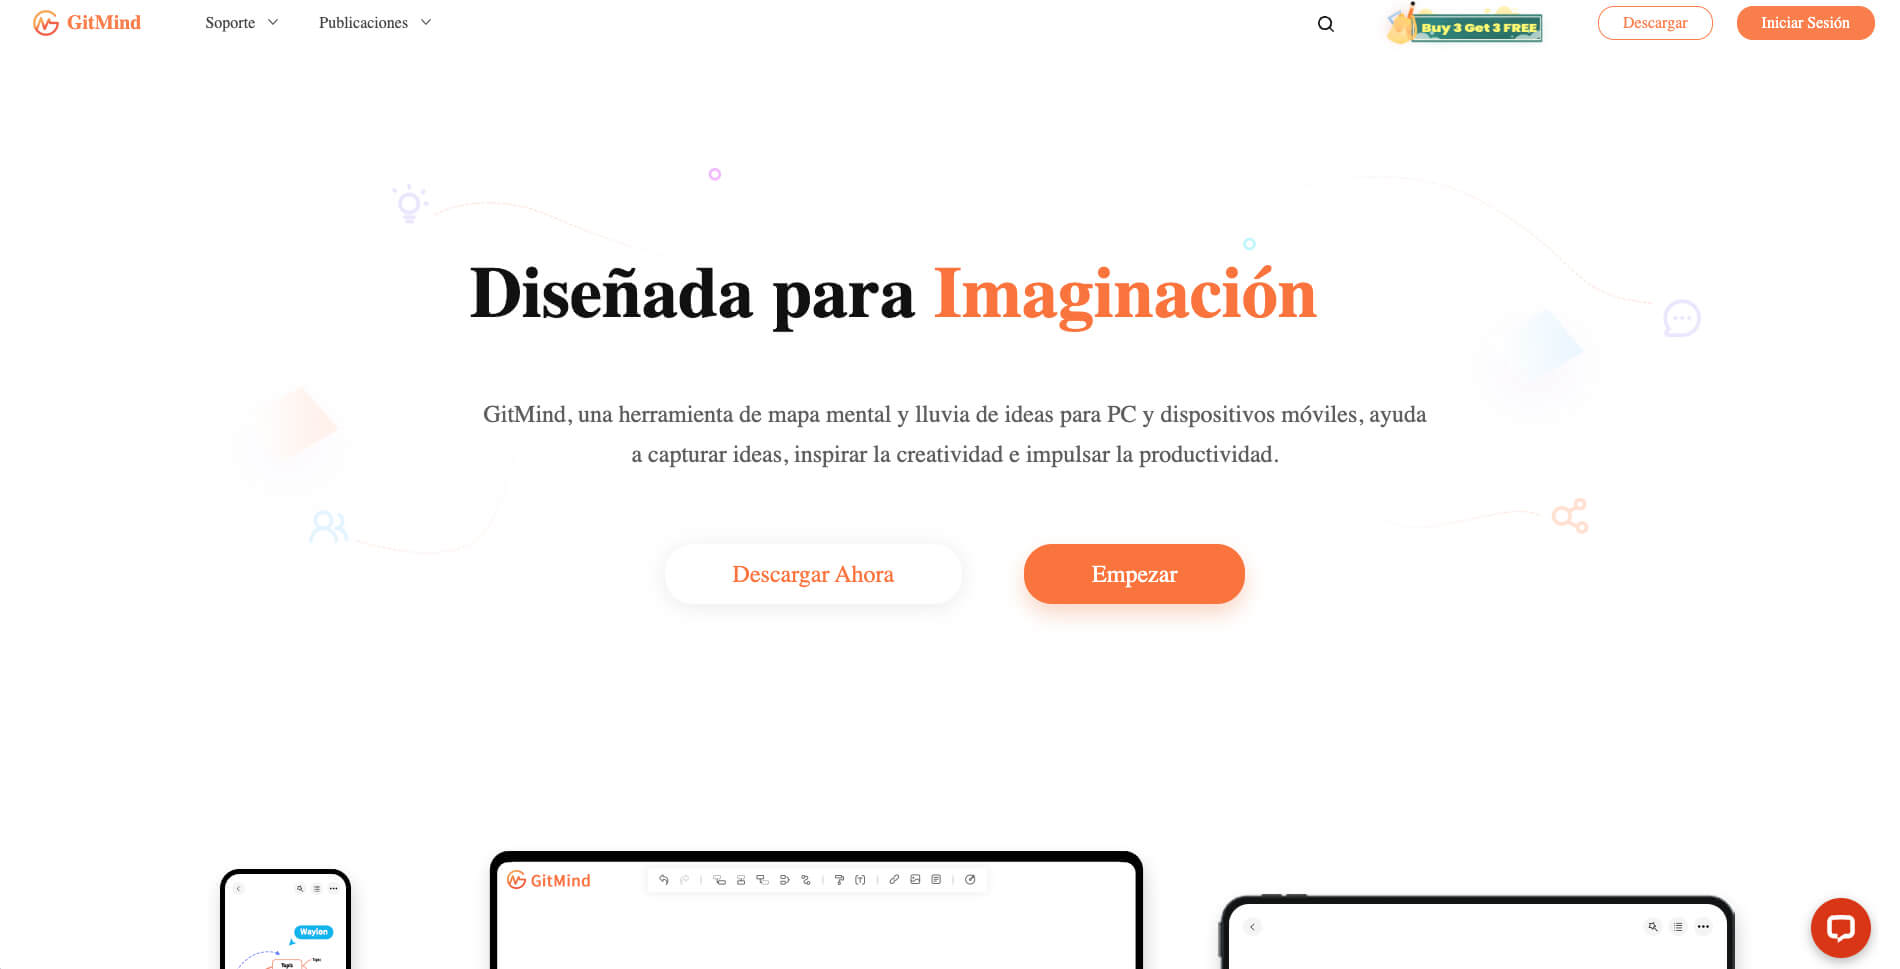 GitMind
Soporte
Publicaciones
Buy 3 Get 3 FREE
Descargar
Iniciar Sesión
Diseñada para Imaginación
GitMind, una herramienta de mapa mental y lluvia de ideas para PC y dispositivos móviles, ayuda
a capturar ideas, inspirar la creatividad e impulsar la productividad.
Descargar Ahora
Empezar
GitMind
Waylon
Topic
Topic